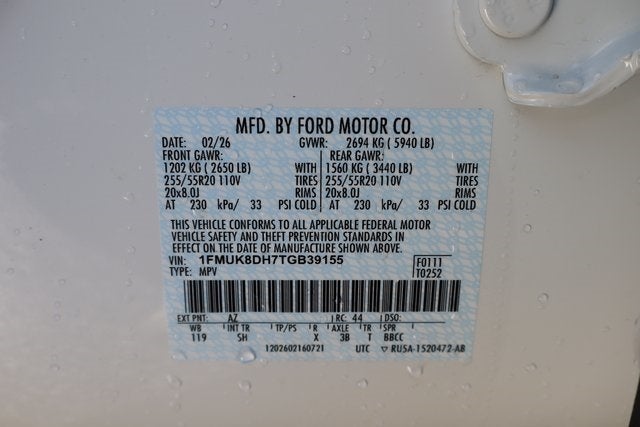 MFD. BY FORD MOTOR CO.
DATE: 02/26 GVWR: 2694 KG ( 5940 LB)
FRONT GAWR: REAR GAWR:
1202 KG ( 2650 LB) WITH 1560 KG ( 3440 LB) WITH
255/55R20 110V TIRES 255/55R20 110V TIRES
20x8.0J RIMS 20x8.0J RIMS
AT 230 kPa/ 33 PSI COLD AT 230 kPa/ 33 PSI COLD
THIS VEHICLE CONFORMS TO ALL APPLICABLE FEDERAL MOTOR
VEHICLE SAFETY AND THEFT PREVENTION STANDARDS IN
EFFECT ON THE DATE OF MANUFACTURE SHOWN ABOVE.
VIN: 1FMUK8DH7TGB39155 F0111
TYPE: MPV T0252
EXT PNT: AZ RC: 44 DSO:
WB INT TR TP/PS R AXLE TR SPR
119 SH X 3B T BBCC
1202602160721 UTC ▽ RU5A-1520472-AB